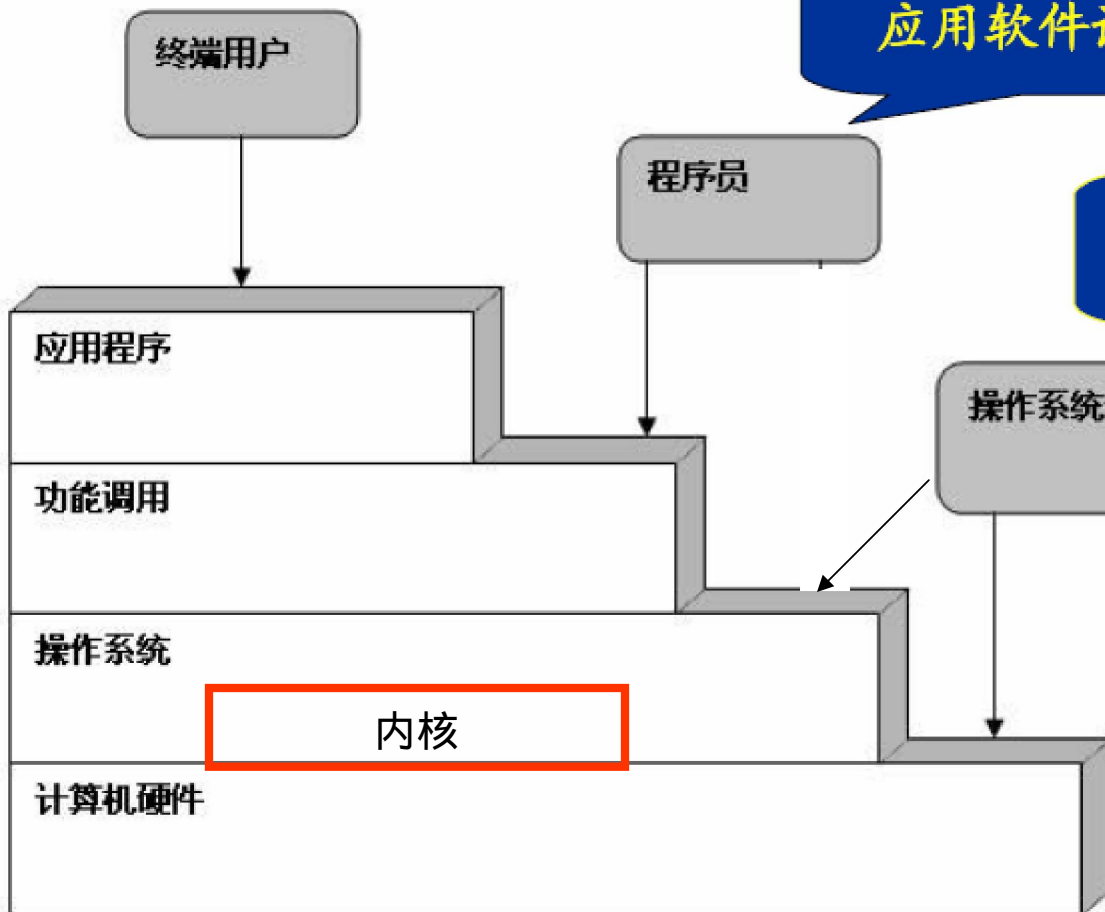 应用软件
终端用户
程序员
操作系统
应用程序
功能调用
操作系统
内核
计算机硬件